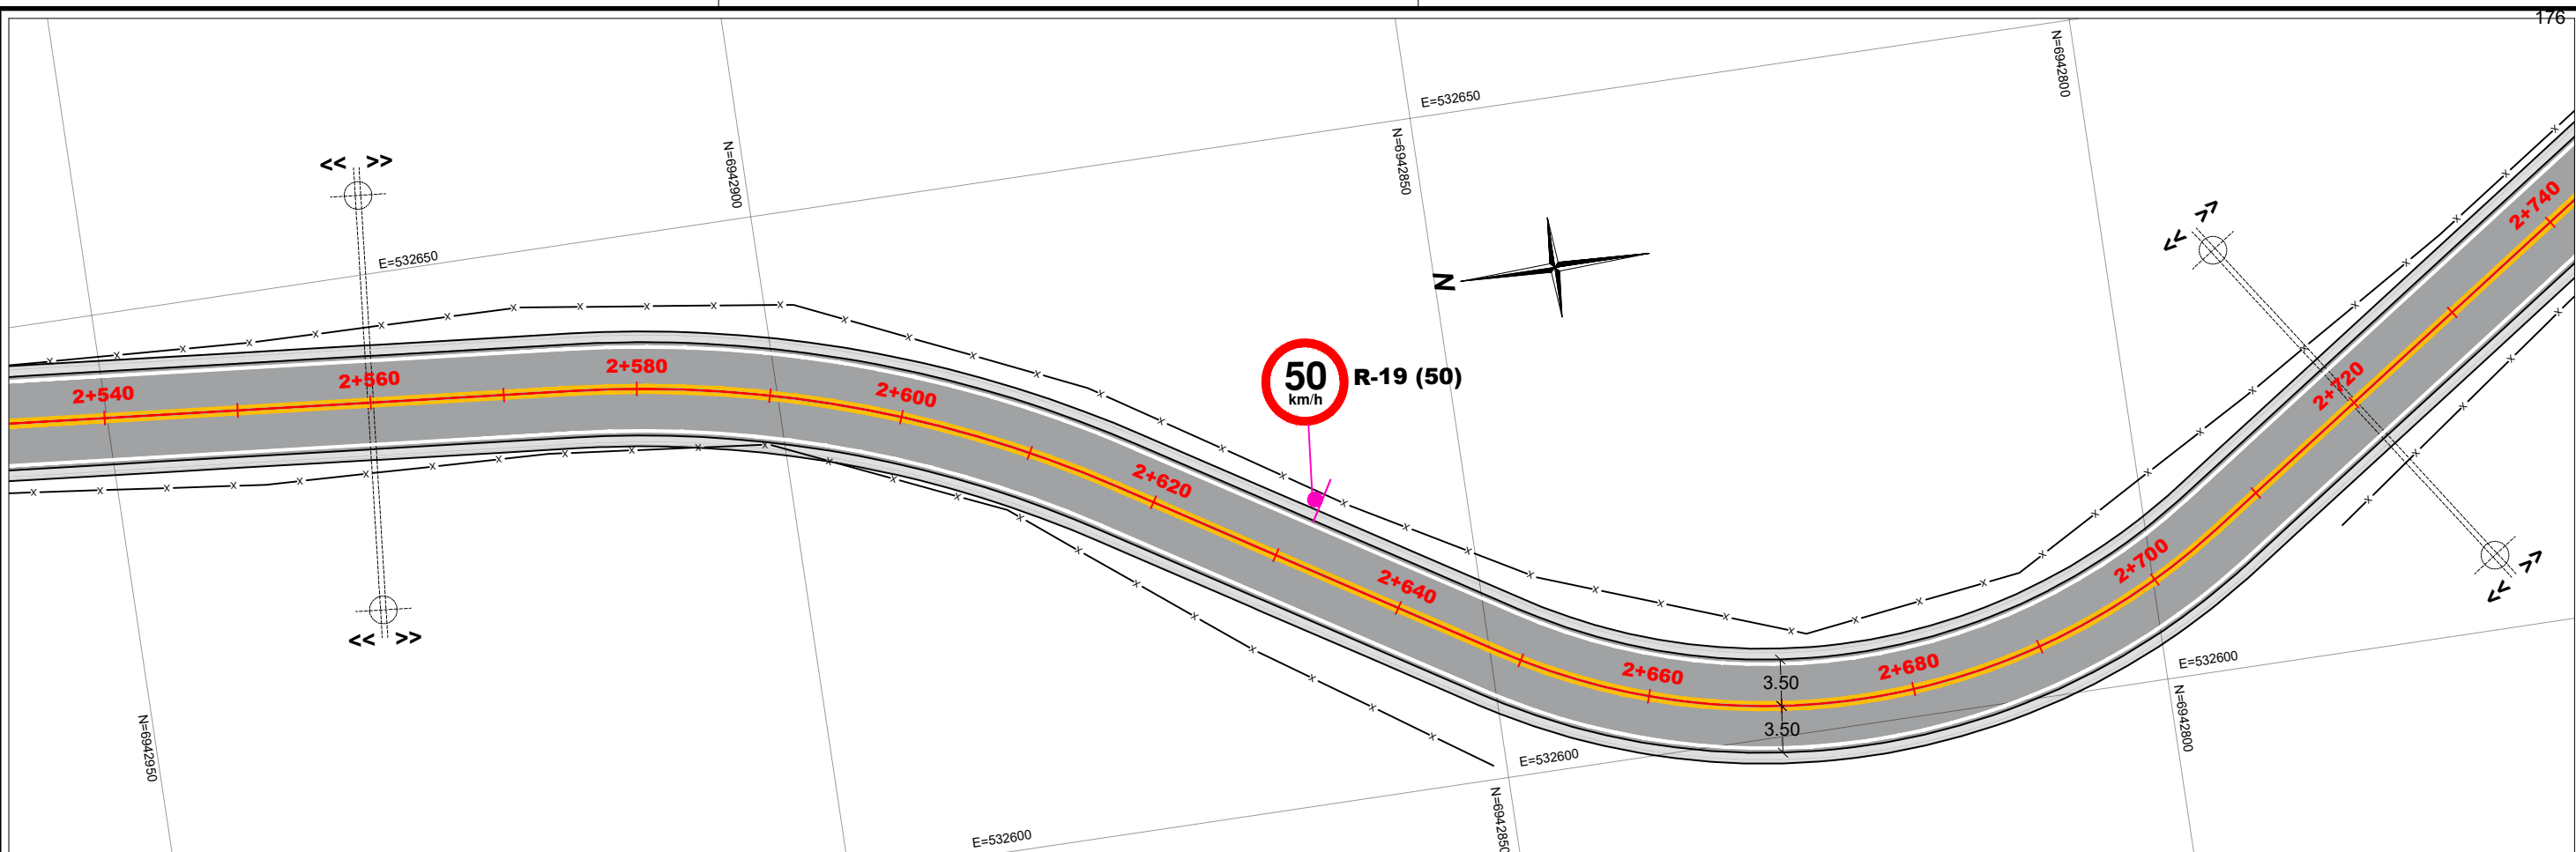 176
N=6942800
E=532650
N=6942850
N=6942900
<< >>
<< >>
E=532650
N
50
km/h
R-19 (50)
2+540
2+560
2+580
2+600
2+620
2+640
2+660
2+680
2+700
2+720
2+740
3.50
3.50
<< >>
<< >>
E=532600
N=6942800
E=532600
N=6942850
E=532600
N=6942950